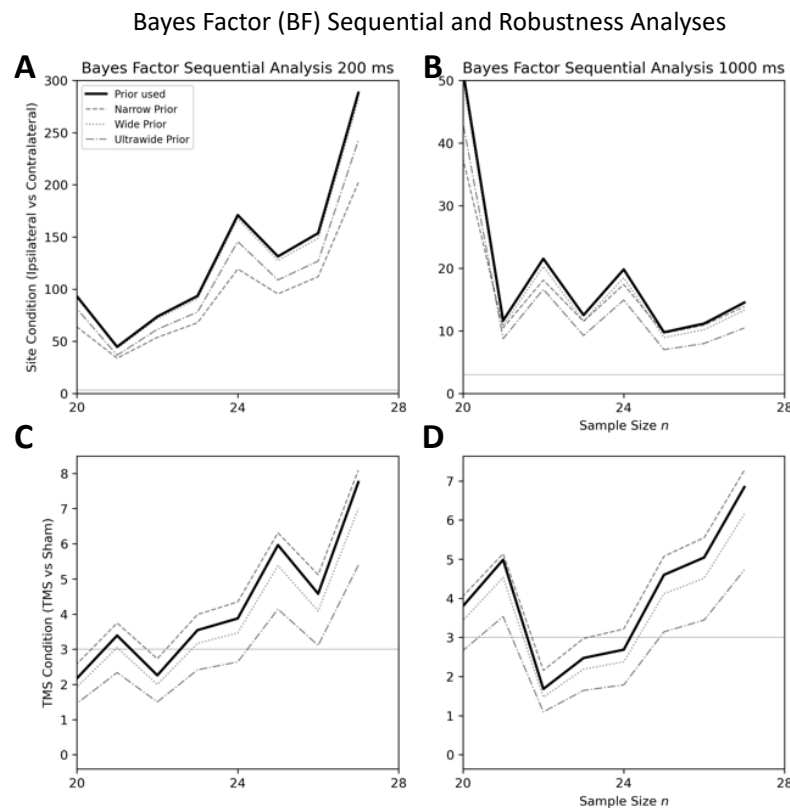 Bayes Factor (BF) Sequential and Robustness Analyses
A
Bayes Factor Sequential Analysis 200 ms
Site Condition (Ipsilateral vs Contralateral)
300
250
200
150
100
50
0
20
24
28
Prior used
Narrow Prior
Wide Prior
Ultrawide Prior
B
Bayes Factor Sequential Analysis 1000 ms
50
40
30
20
10
0
20
24
28
Sample Size n
C
TMS Condition (TMS vs Sham)
8
7
6
5
4
3
2
1
0
20
24
28
D
7
6
5
4
3
2
1
0
20
24
28
Sample Size n